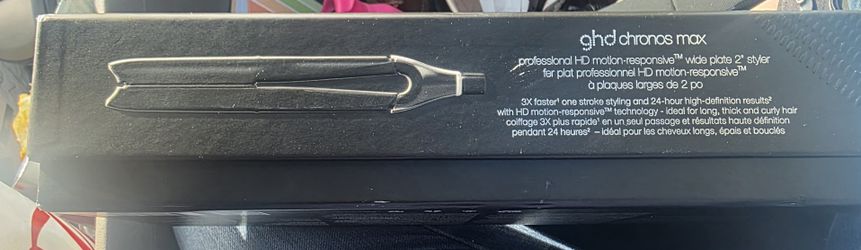 ghd chronos max
professional HD motion-responsive™ wide plate 2" styler
fer plat professionnel HD motion-responsive™
à plaques larges de 2 po
3X faster¹ one stroke styling and 24-hour high-definition results²
with HD motion-responsive™ technology - ideal for long, thick and curly hair
coiffage 3X plus rapide¹ en un seul passage et résultats haute définition
pendant 24 heures² – idéal pour les cheveux longs, épais et bouclés